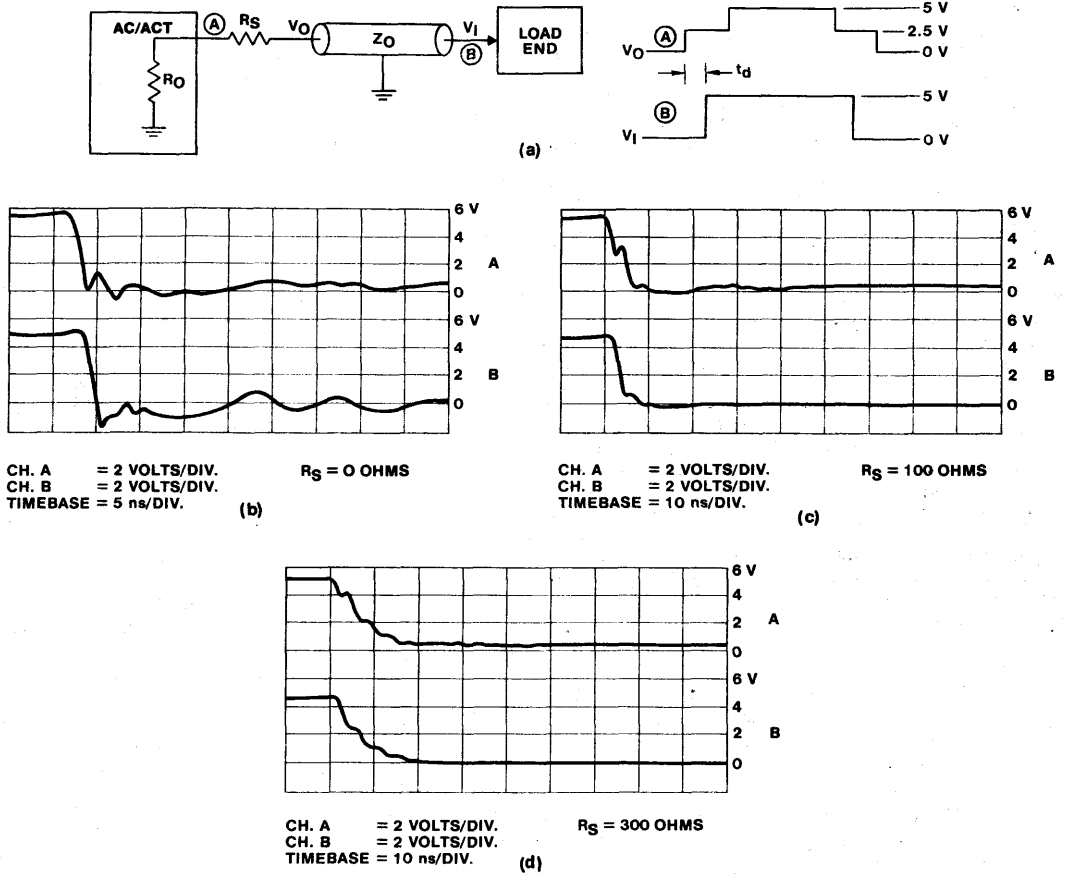 AC/ACT
RO
A
RS
VO
ZO
VI
B
LOAD
END
VO
A
5 V
2.5 V
0 V
td
VI
B
5 V
0 V
(a)
6 V
4
2
0
A
6 V
4
2
0
B
CH. A = 2 VOLTS/DIV.
CH. B = 2 VOLTS/DIV.
TIMEBASE = 5 ns/DIV.
RS = 0 OHMS
(b)
6 V
4
2
0
A
6 V
4
2
0
B
CH. A = 2 VOLTS/DIV.
CH. B = 2 VOLTS/DIV.
TIMEBASE = 10 ns/DIV.
RS = 100 OHMS
(c)
6 V
4
2
0
A
6 V
4
2
0
B
CH. A = 2 VOLTS/DIV.
CH. B = 2 VOLTS/DIV.
TIMEBASE = 10 ns/DIV.
RS = 300 OHMS
(d)